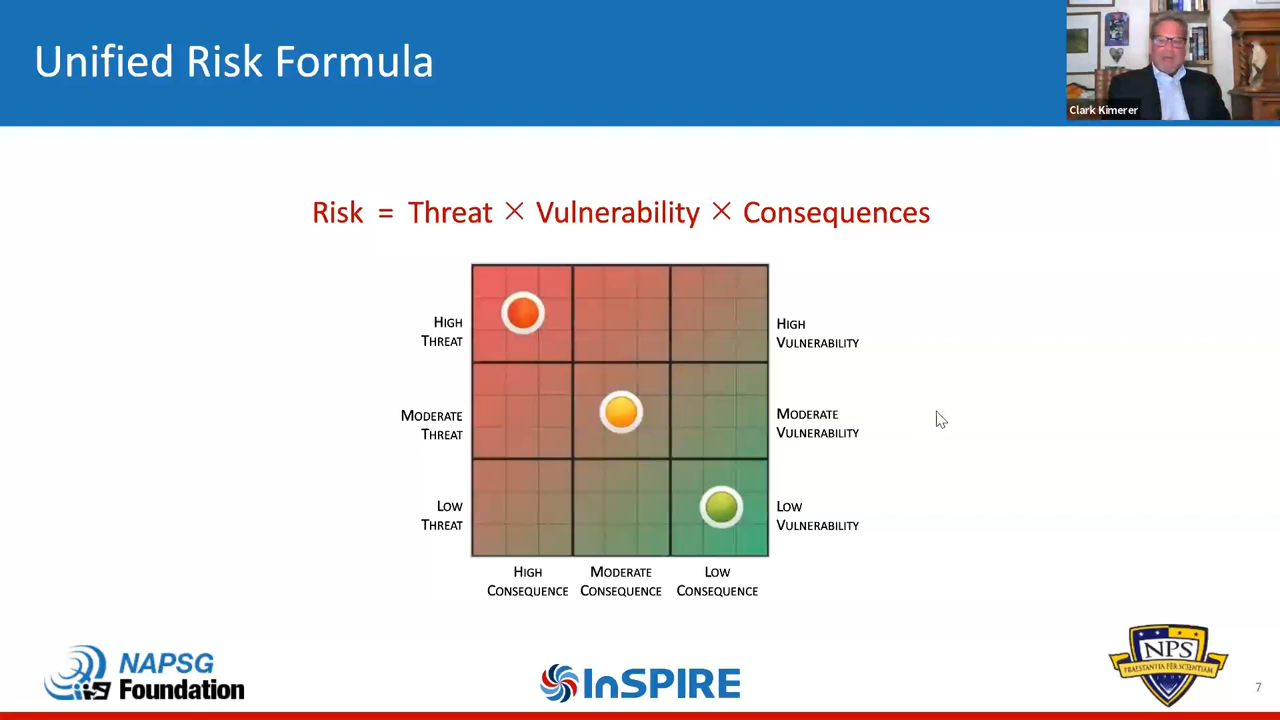 Unified Risk Formula
Clark Kimerer
Risk = Threat × Vulnerability × Consequences
HIGH
THREAT
HIGH
VULNERABILITY
MODERATE
THREAT
MODERATE
VULNERABILITY
LOW
THREAT
LOW
VULNERABILITY
HIGH
CONSEQUENCE
MODERATE
CONSEQUENCE
LOW
CONSEQUENCE
NAPSG
Foundation
InSPIRE
NPS
PRAESTANTIA PER SCIENTIAM
7